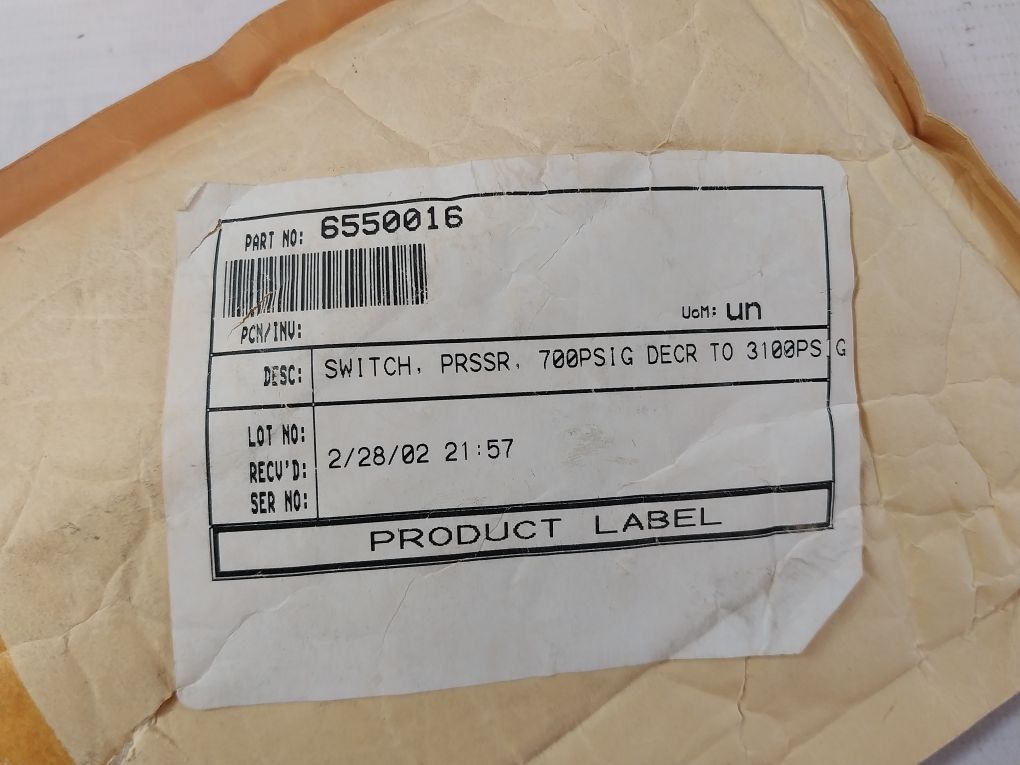 PART NO: 6550016
UoM: un
PCN/INV:
DESC: SWITCH, PRSSR, 700PSIG DECR TO 3100PSIG
LOT NO:
RECV'D: 2/28/02 21:57
SER NO:
PRODUCT LABEL